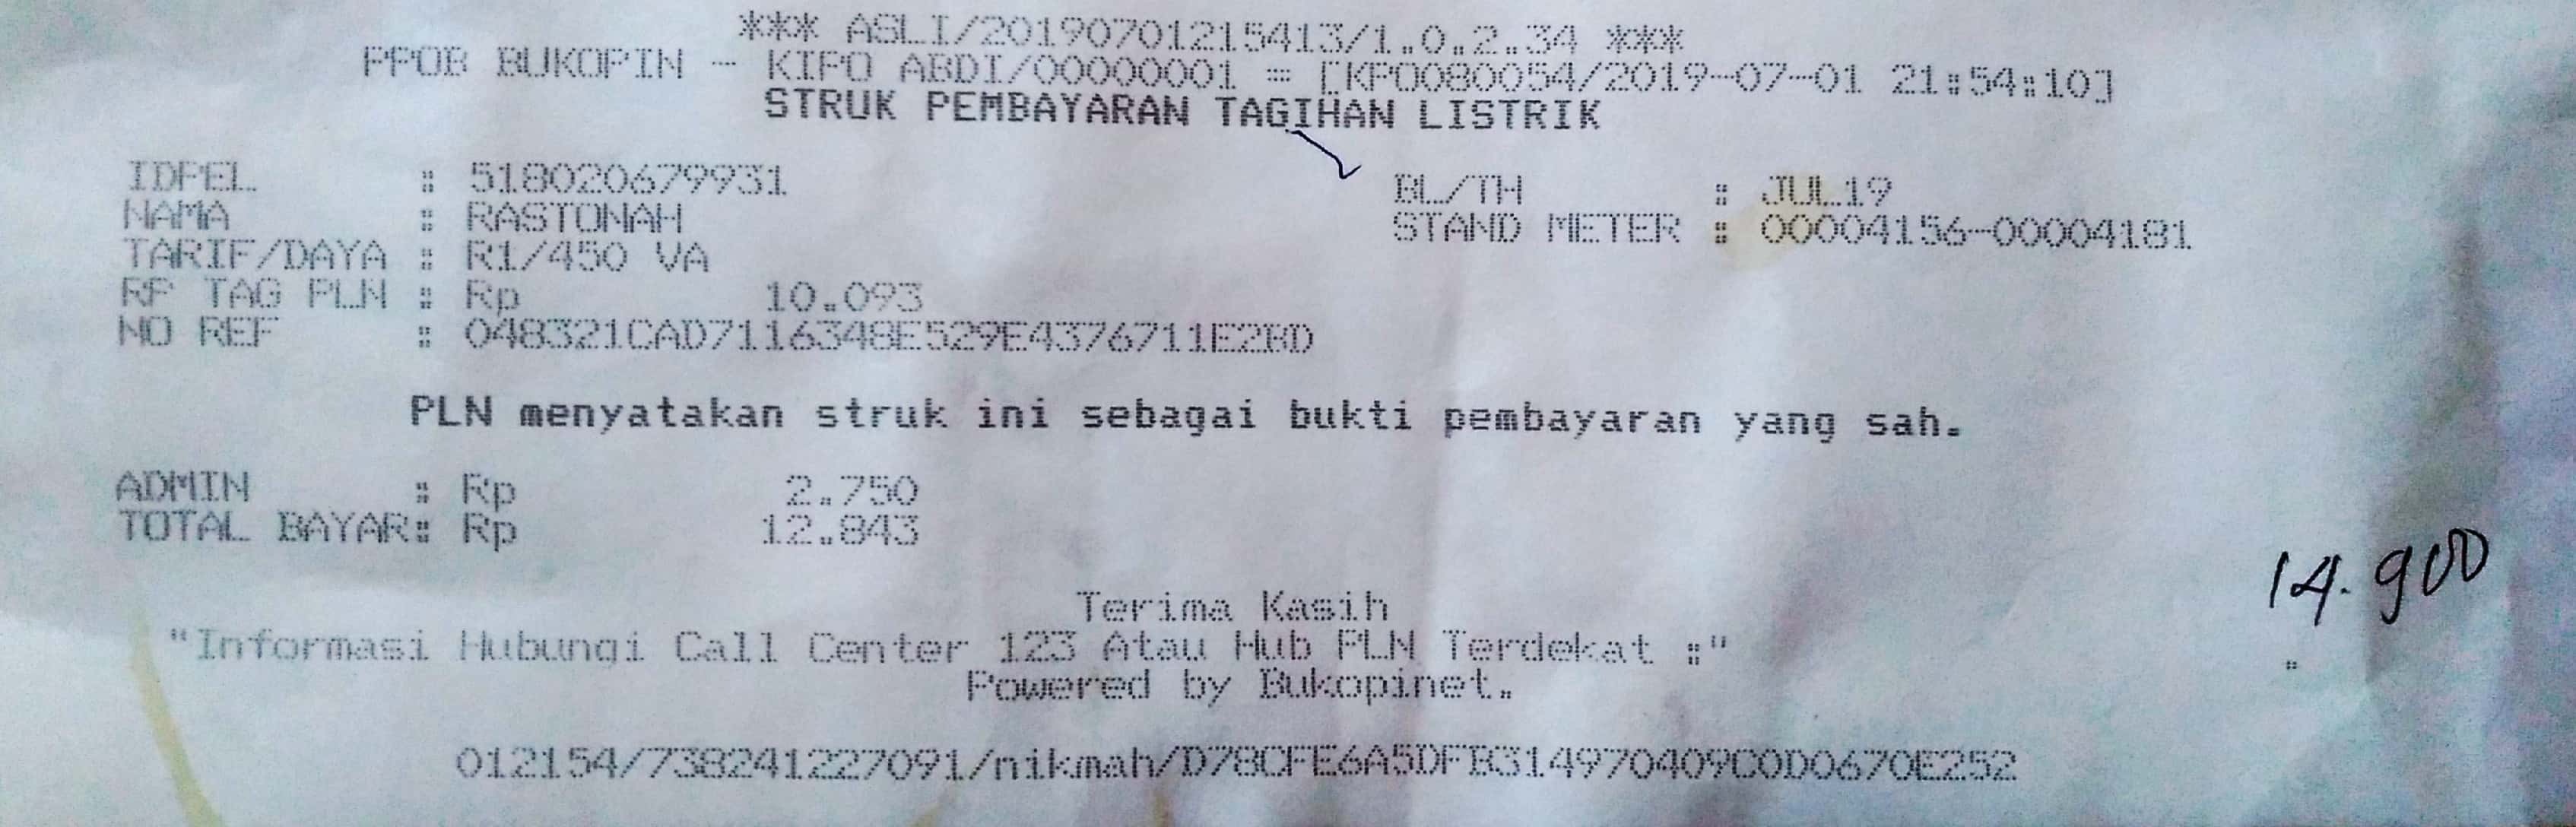 *** ASLI/20190701215413/1.0.2.34 ***
PPOB BUKOPIN - KIPO ABDI/00000001 = [KPO080054/2019-07-01 21:54:10]
STRUK PEMBAYARAN TAGIHAN LISTRIK
IDPEL : 518020679931 BL/TH : JUL19
NAMA : RASTONAH STAND METER : 00004156-00004181
TARIF/DAYA : R1/450 VA
RP TAG PLN : Rp 10.093
NO REF : 048321CAD7116348E529E4376711E2BD
PLN menyatakan struk ini sebagai bukti pembayaran yang sah.
ADMIN : Rp 2.750
TOTAL BAYAR: Rp 12.843
14.900
Terima Kasih
"Informasi Hubungi Call Center 123 Atau Hub PLN Terdekat :"
Powered by Bukopinet.
012154/738241227091/nikmah/D78CFE6A5DFB314970409C0D0670E252